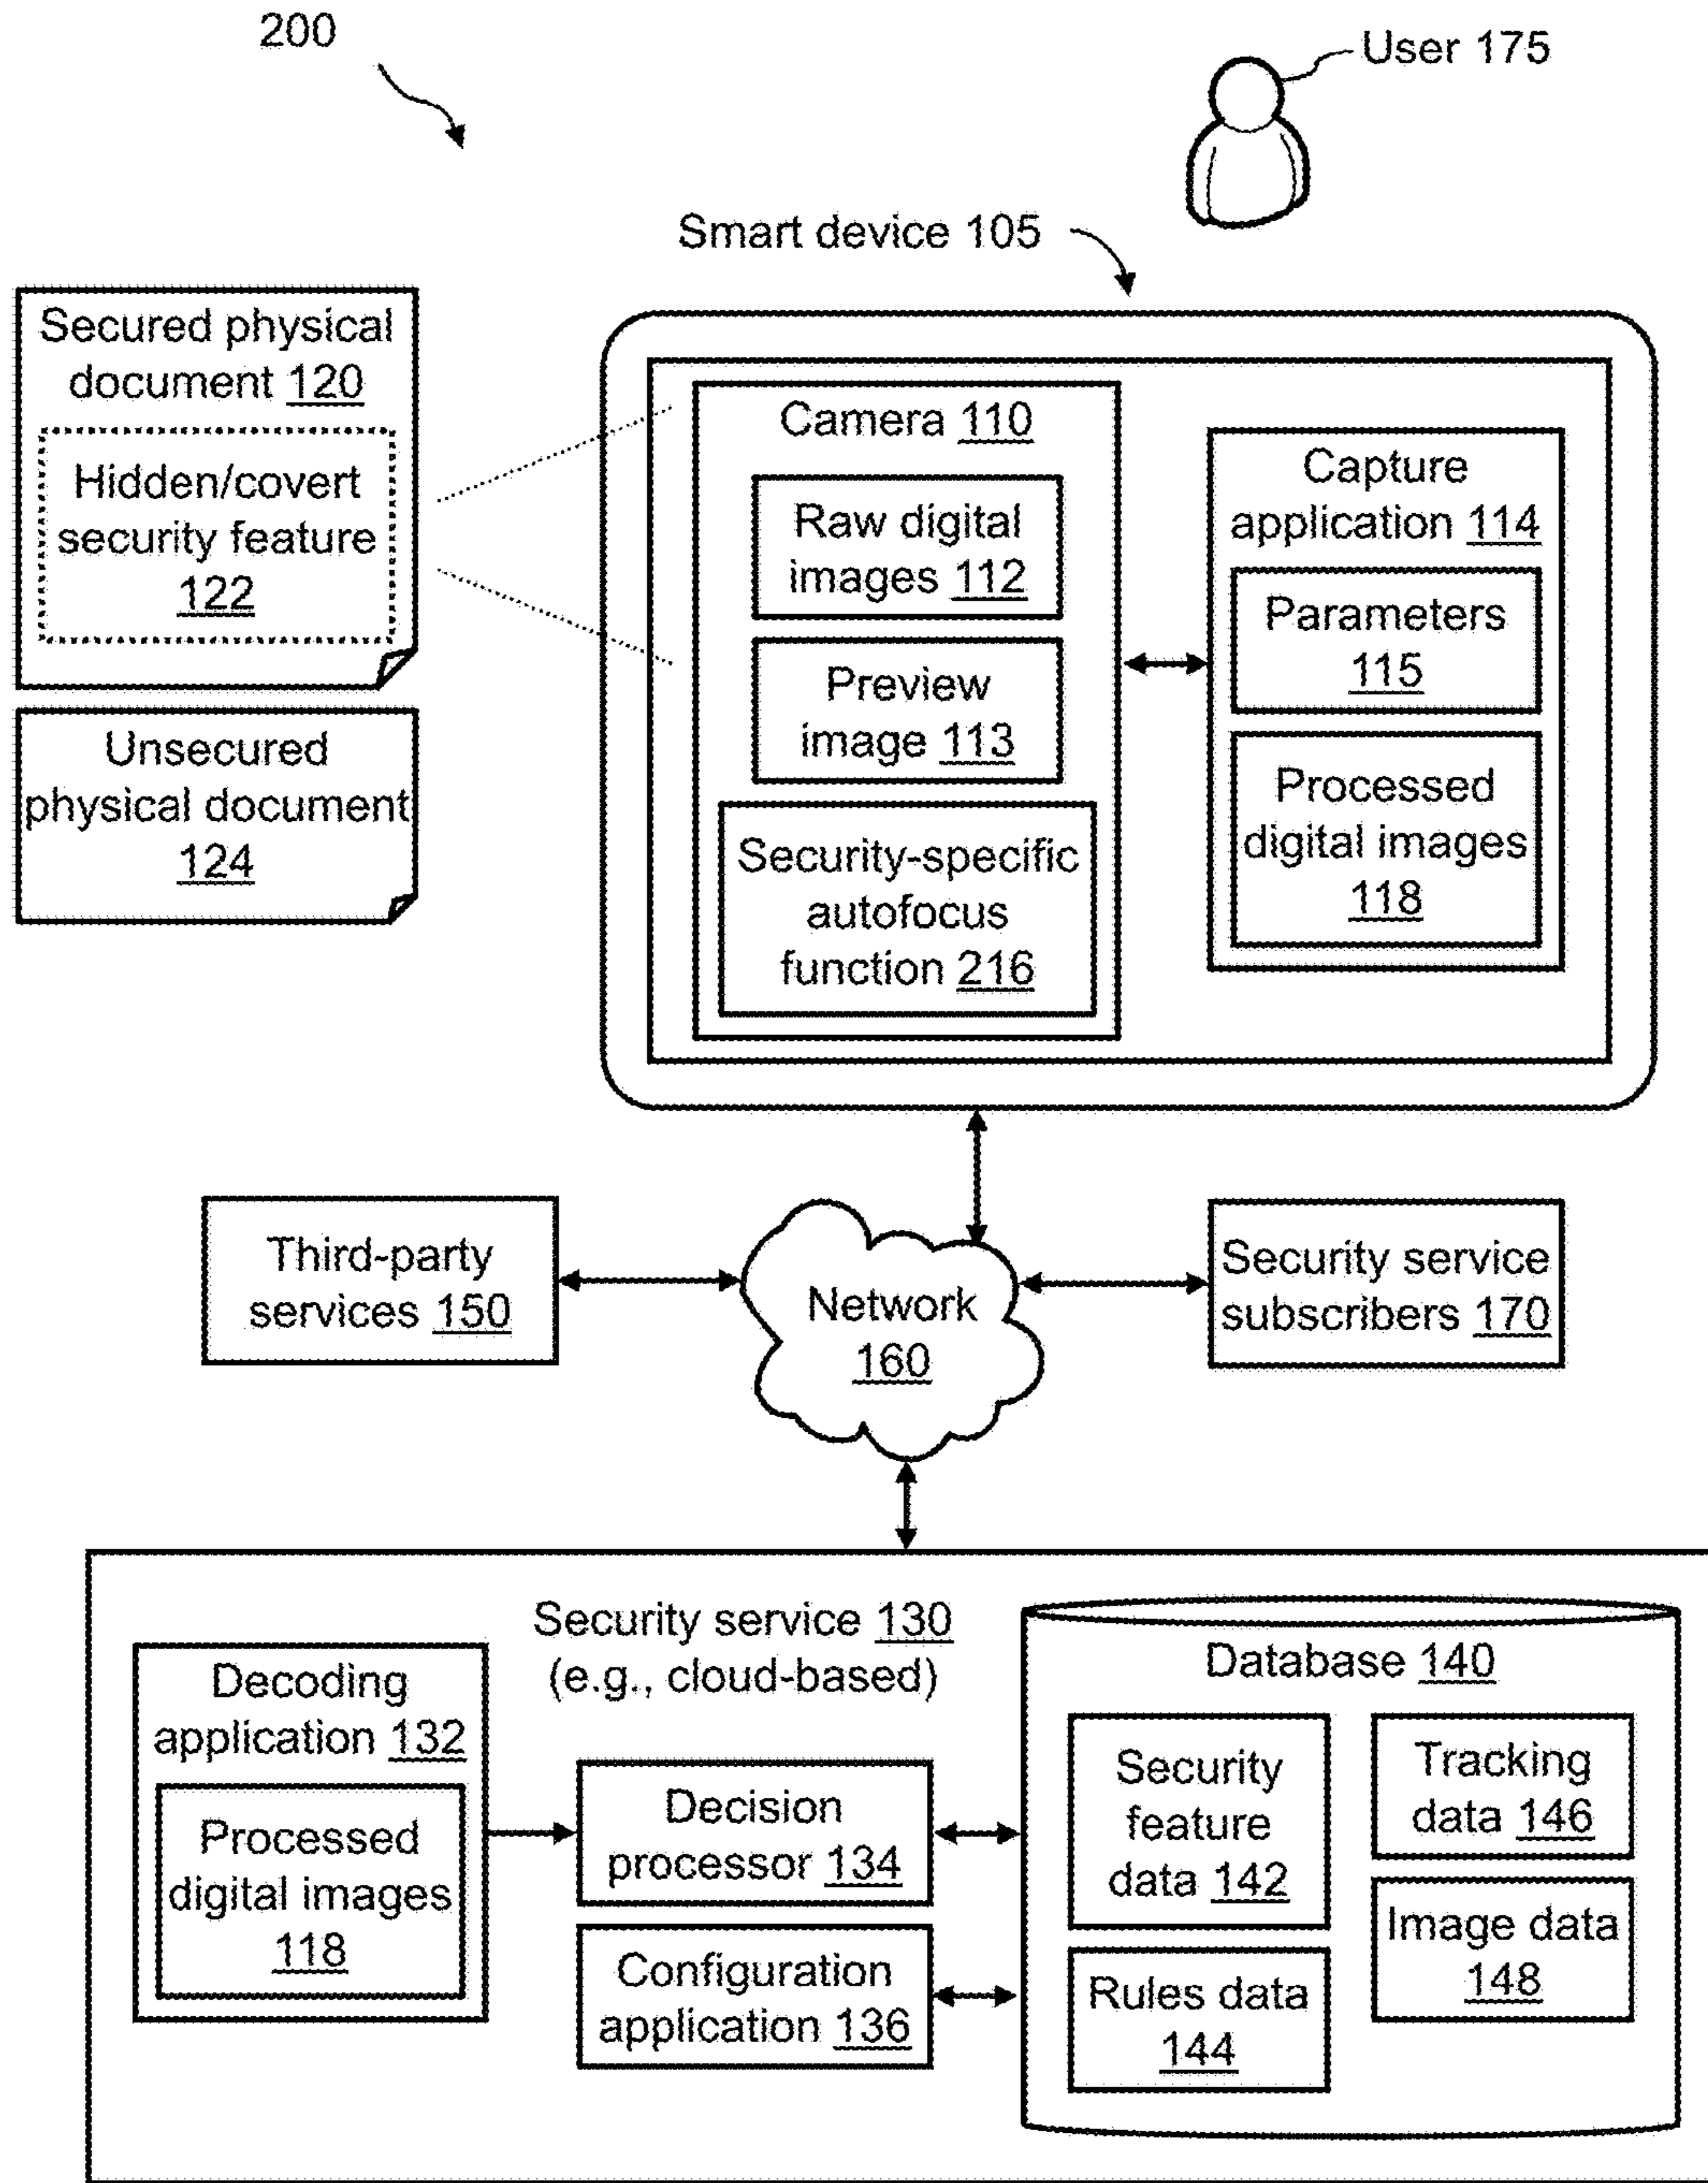 200
User 175
Smart device 105
Secured physical
document 120
Hidden/covert
security feature
122
Unsecured
physical document
124
Camera 110
Raw digital
images 112
Preview
image 113
Security-specific
autofocus
function 216
Capture
application 114
Parameters
115
Processed
digital images
118
Third-party
services 150
Network
160
Security service
subscribers 170
Security service 130
(e.g., cloud-based)
Decoding
application 132
Processed
digital images
118
Decision
processor 134
Configuration
application 136
Database 140
Security
feature
data 142
Tracking
data 146
Rules data
144
Image data
148